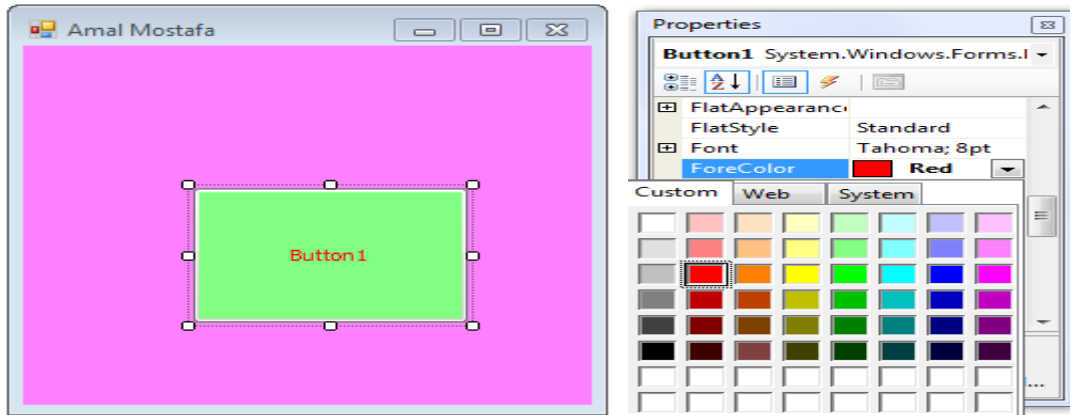 Amal Mostafa
Button1
Properties
Button1 System.Windows.Forms.
FlatAppearanc
FlatStyle Standard
Font Tahoma; 8pt
ForeColor Red
Custom Web System
...